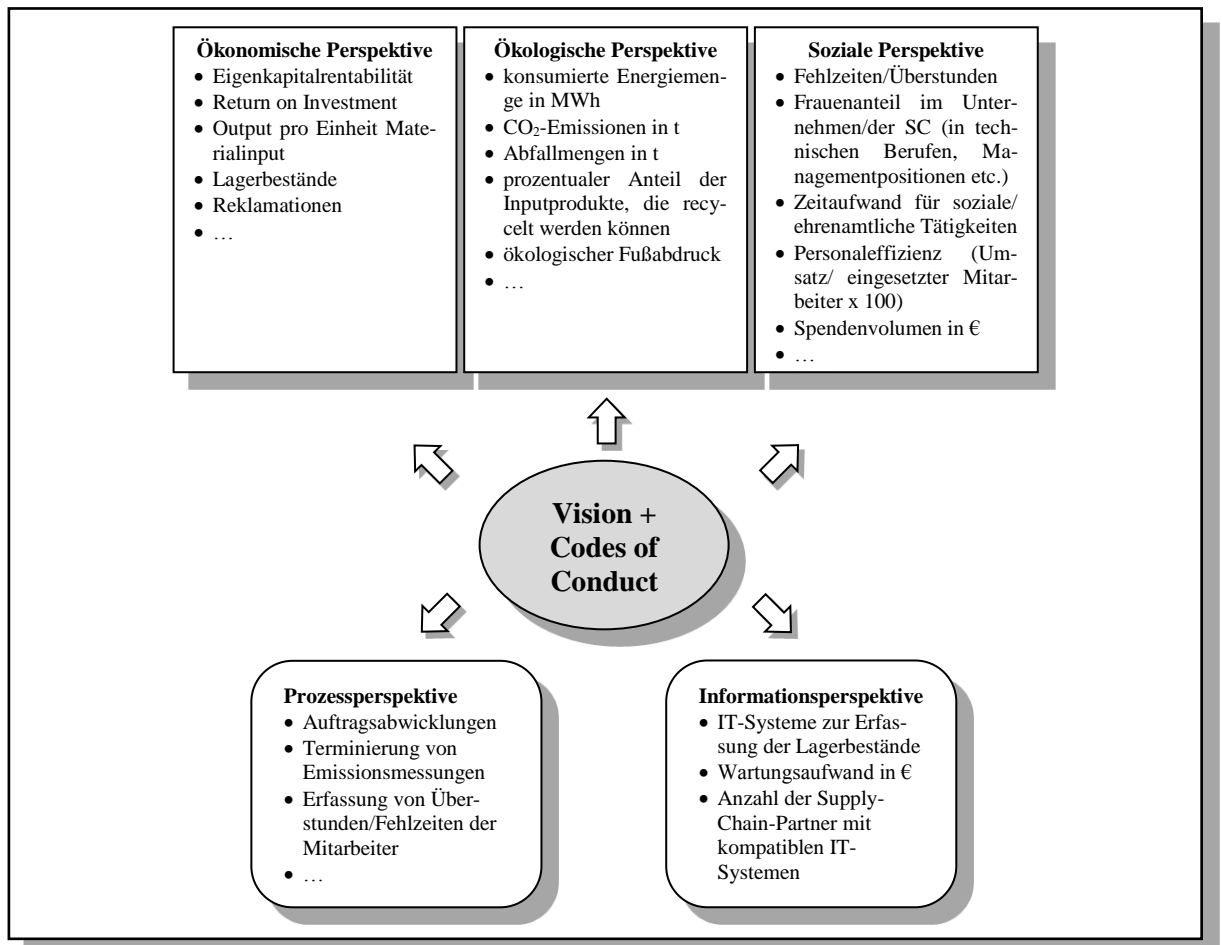 Ökonomische Perspektive
• Eigenkapitalrentabilität
• Return on Investment
• Output pro Einheit Mate-
rialinput
• Lagerbestände
• Reklamationen
• …
Ökologische Perspektive
• konsumierte Energiemen-
ge in MWh
• CO₂-Emissionen in t
• Abfallmengen in t
• prozentualer Anteil der
Inputprodukte, die recy-
celt werden können
• ökologischer Fußabdruck
• …
Soziale Perspektive
• Fehlzeiten/Überstunden
• Frauenanteil im Unter-
nehmen/der SC (in tech-
nischen Berufen, Ma-
nagementpositionen etc.)
• Zeitaufwand für soziale/
ehrenamtliche Tätigkeiten
• Personaleffizienz (Um-
satz/ eingesetzter Mitar-
beiter x 100)
• Spendenvolumen in €
• …
Vision +
Codes of
Conduct
Prozessperspektive
• Auftragsabwicklungen
• Terminierung von
Emissionsmessungen
• Erfassung von Über-
stunden/Fehlzeiten der
Mitarbeiter
• …
Informationsperspektive
• IT-Systeme zur Erfas-
sung der Lagerbestände
• Wartungsaufwand in €
• Anzahl der Supply-
Chain-Partner mit
kompatiblen IT-
Systemen